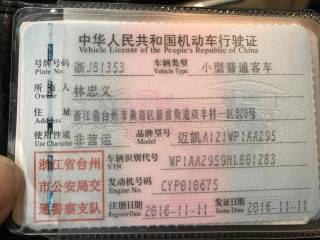 中华人民共和国机动车行驶证
Vehicle License of the People's Republic of China
号牌号码 浙JB1353 车辆类型 小型普通客车
Plate No. Vehicle Type
所有人 林忠义
Owner
住址 浙江省台州市黄岩区新前街道双丰村一区529号
Address
使用性质 非营运 品牌型号 迈凯A121WP1AA295
Use Character Model
浙江省台州市公安局交通警察支队
车辆识别代号 WP1AA2959HLB81283
VIN
发动机号码 CYP010675
Engine No.
注册日期 2016-11-11 发证日期 2016-11-11
Register Date Issue Date